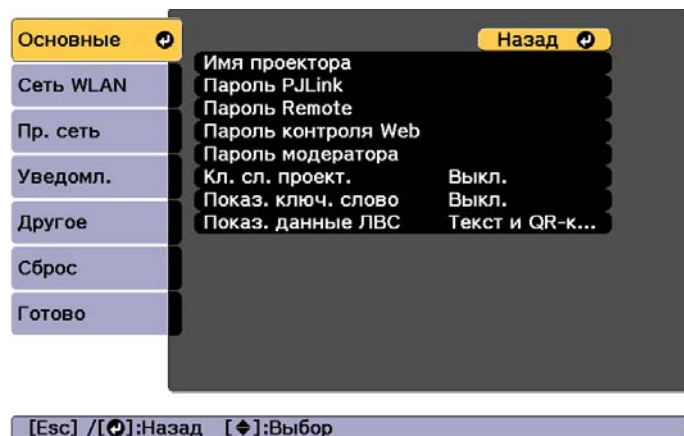 Основные
Сеть WLAN
Пр. сеть
Уведомл.
Другое
Сброс
Готово
Назад
Имя проектора
Пароль PJLink
Пароль Remote
Пароль контроля Web
Пароль модератора
Кл. сл. проект. Выкл.
Показ. ключ. слово Выкл.
Показ. данные ЛВС Текст и QR-к...
[Esc] /[⏎]:Назад [◆]:Выбор